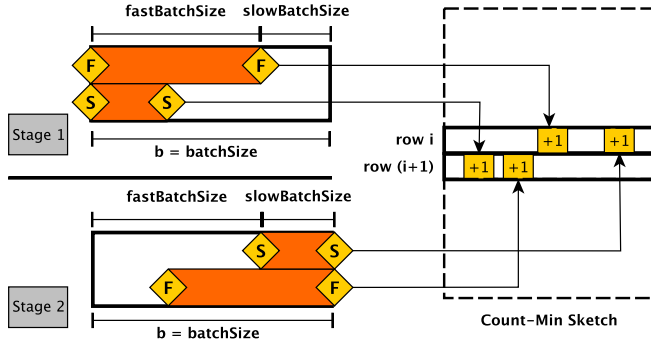 fastBatchSize slowBatchSize
F F
S S
Stage 1
b = batchSize
row i +1 +1
row (i+1) +1 +1
fastBatchSize slowBatchSize
S S
F F
Stage 2
b = batchSize
Count-Min Sketch